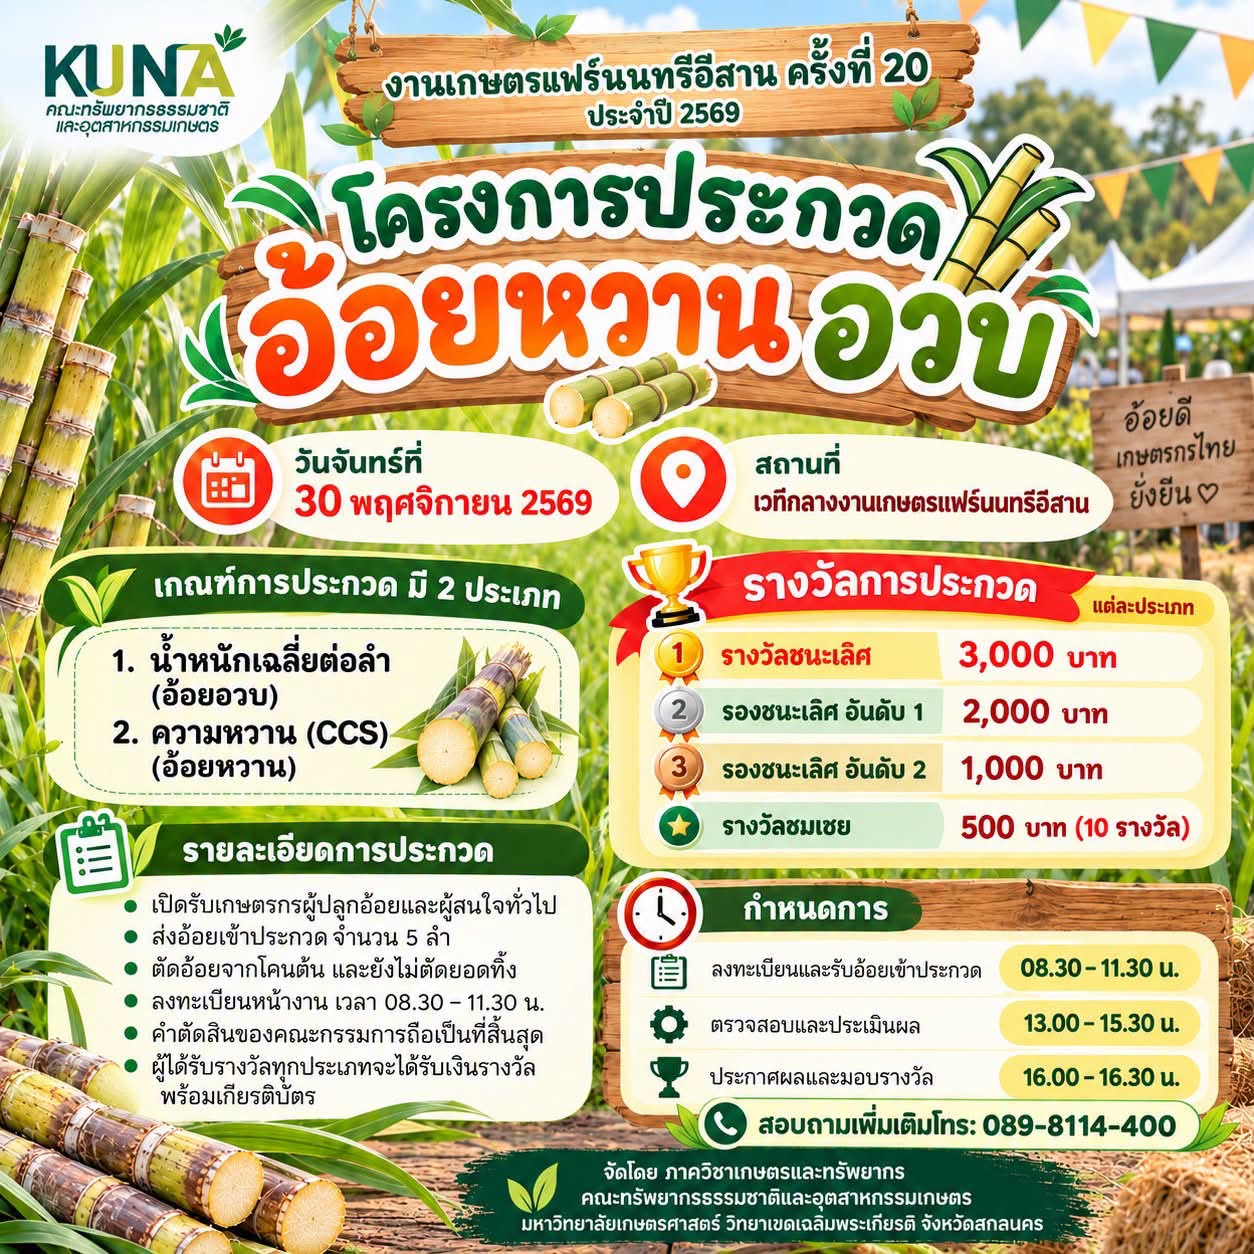 KUNA
คณะทรัพยากรธรรมชาติ
และอุตสาหกรรมเกษตร
งานเกษตรแฟร์นนทรีอีสาน ครั้งที่ 20
ประจำปี 2569
โครงการประกวด
อ้อยหวาน อวบ
อ้อยดี
เกษตรกรไทย
ยั่งยืน ♡
วันจันทร์ที่
30 พฤศจิกายน 2569
สถานที่
เวทีกลางงานเกษตรแฟร์นนทรีอีสาน
เกณฑ์การประกวด มี 2 ประเภท
1. น้ำหนักเฉลี่ยต่อลำ
(อ้อยอวบ)
2. ความหวาน (CCS)
(อ้อยหวาน)
รางวัลการประกวด
แต่ละประเภท
1 รางวัลชนะเลิศ 3,000 บาท
2 รองชนะเลิศ อันดับ 1 2,000 บาท
3 รองชนะเลิศ อันดับ 2 1,000 บาท
รางวัลชมเชย 500 บาท (10 รางวัล)
รายละเอียดการประกวด
• เปิดรับเกษตรกรผู้ปลูกอ้อยและผู้สนใจทั่วไป
• ส่งอ้อยเข้าประกวด จำนวน 5 ลำ
• ตัดอ้อยจากโคนต้น และยังไม่ตัดยอดทิ้ง
• ลงทะเบียนหน้างาน เวลา 08.30 – 11.30 น.
• คำตัดสินของคณะกรรมการถือเป็นที่สิ้นสุด
• ผู้ได้รับรางวัลทุกประเภทจะได้รับเงินรางวัล
พร้อมเกียรติบัตร
กำหนดการ
ลงทะเบียนและรับอ้อยเข้าประกวด 08.30 – 11.30 น.
ตรวจสอบและประเมินผล 13.00 – 15.30 น.
ประกาศผลและมอบรางวัล 16.00 – 16.30 น.
สอบถามเพิ่มเติมโทร: 089-8114-400
จัดโดย ภาควิชาเกษตรและทรัพยากร
คณะทรัพยากรธรรมชาติและอุตสาหกรรมเกษตร
มหาวิทยาลัยเกษตรศาสตร์ วิทยาเขตเฉลิมพระเกียรติ จังหวัดสกลนคร